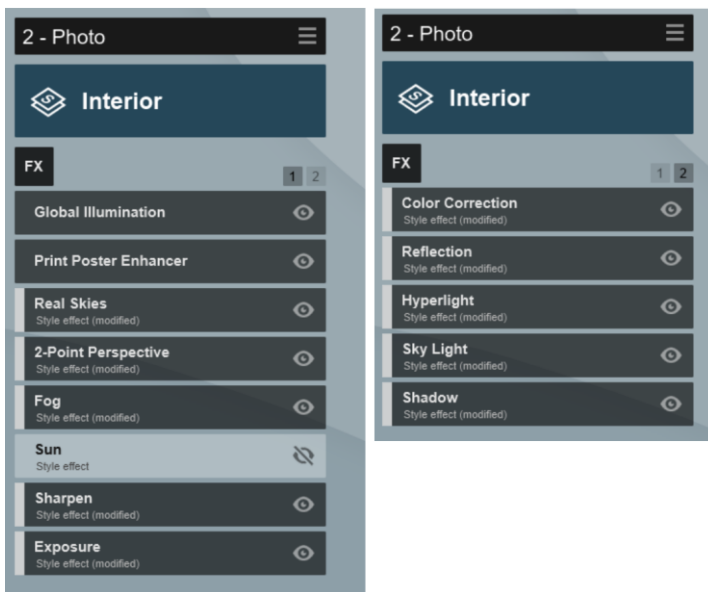 2 - Photo
Interior
FX
1 2
Global Illumination
Print Poster Enhancer
Real Skies
Style effect (modified)
2-Point Perspective
Style effect (modified)
Fog
Style effect (modified)
Sun
Style effect
Sharpen
Style effect (modified)
Exposure
Style effect (modified)
2 - Photo
Interior
FX
1 2
Color Correction
Style effect (modified)
Reflection
Style effect (modified)
Hyperlight
Style effect (modified)
Sky Light
Style effect (modified)
Shadow
Style effect (modified)